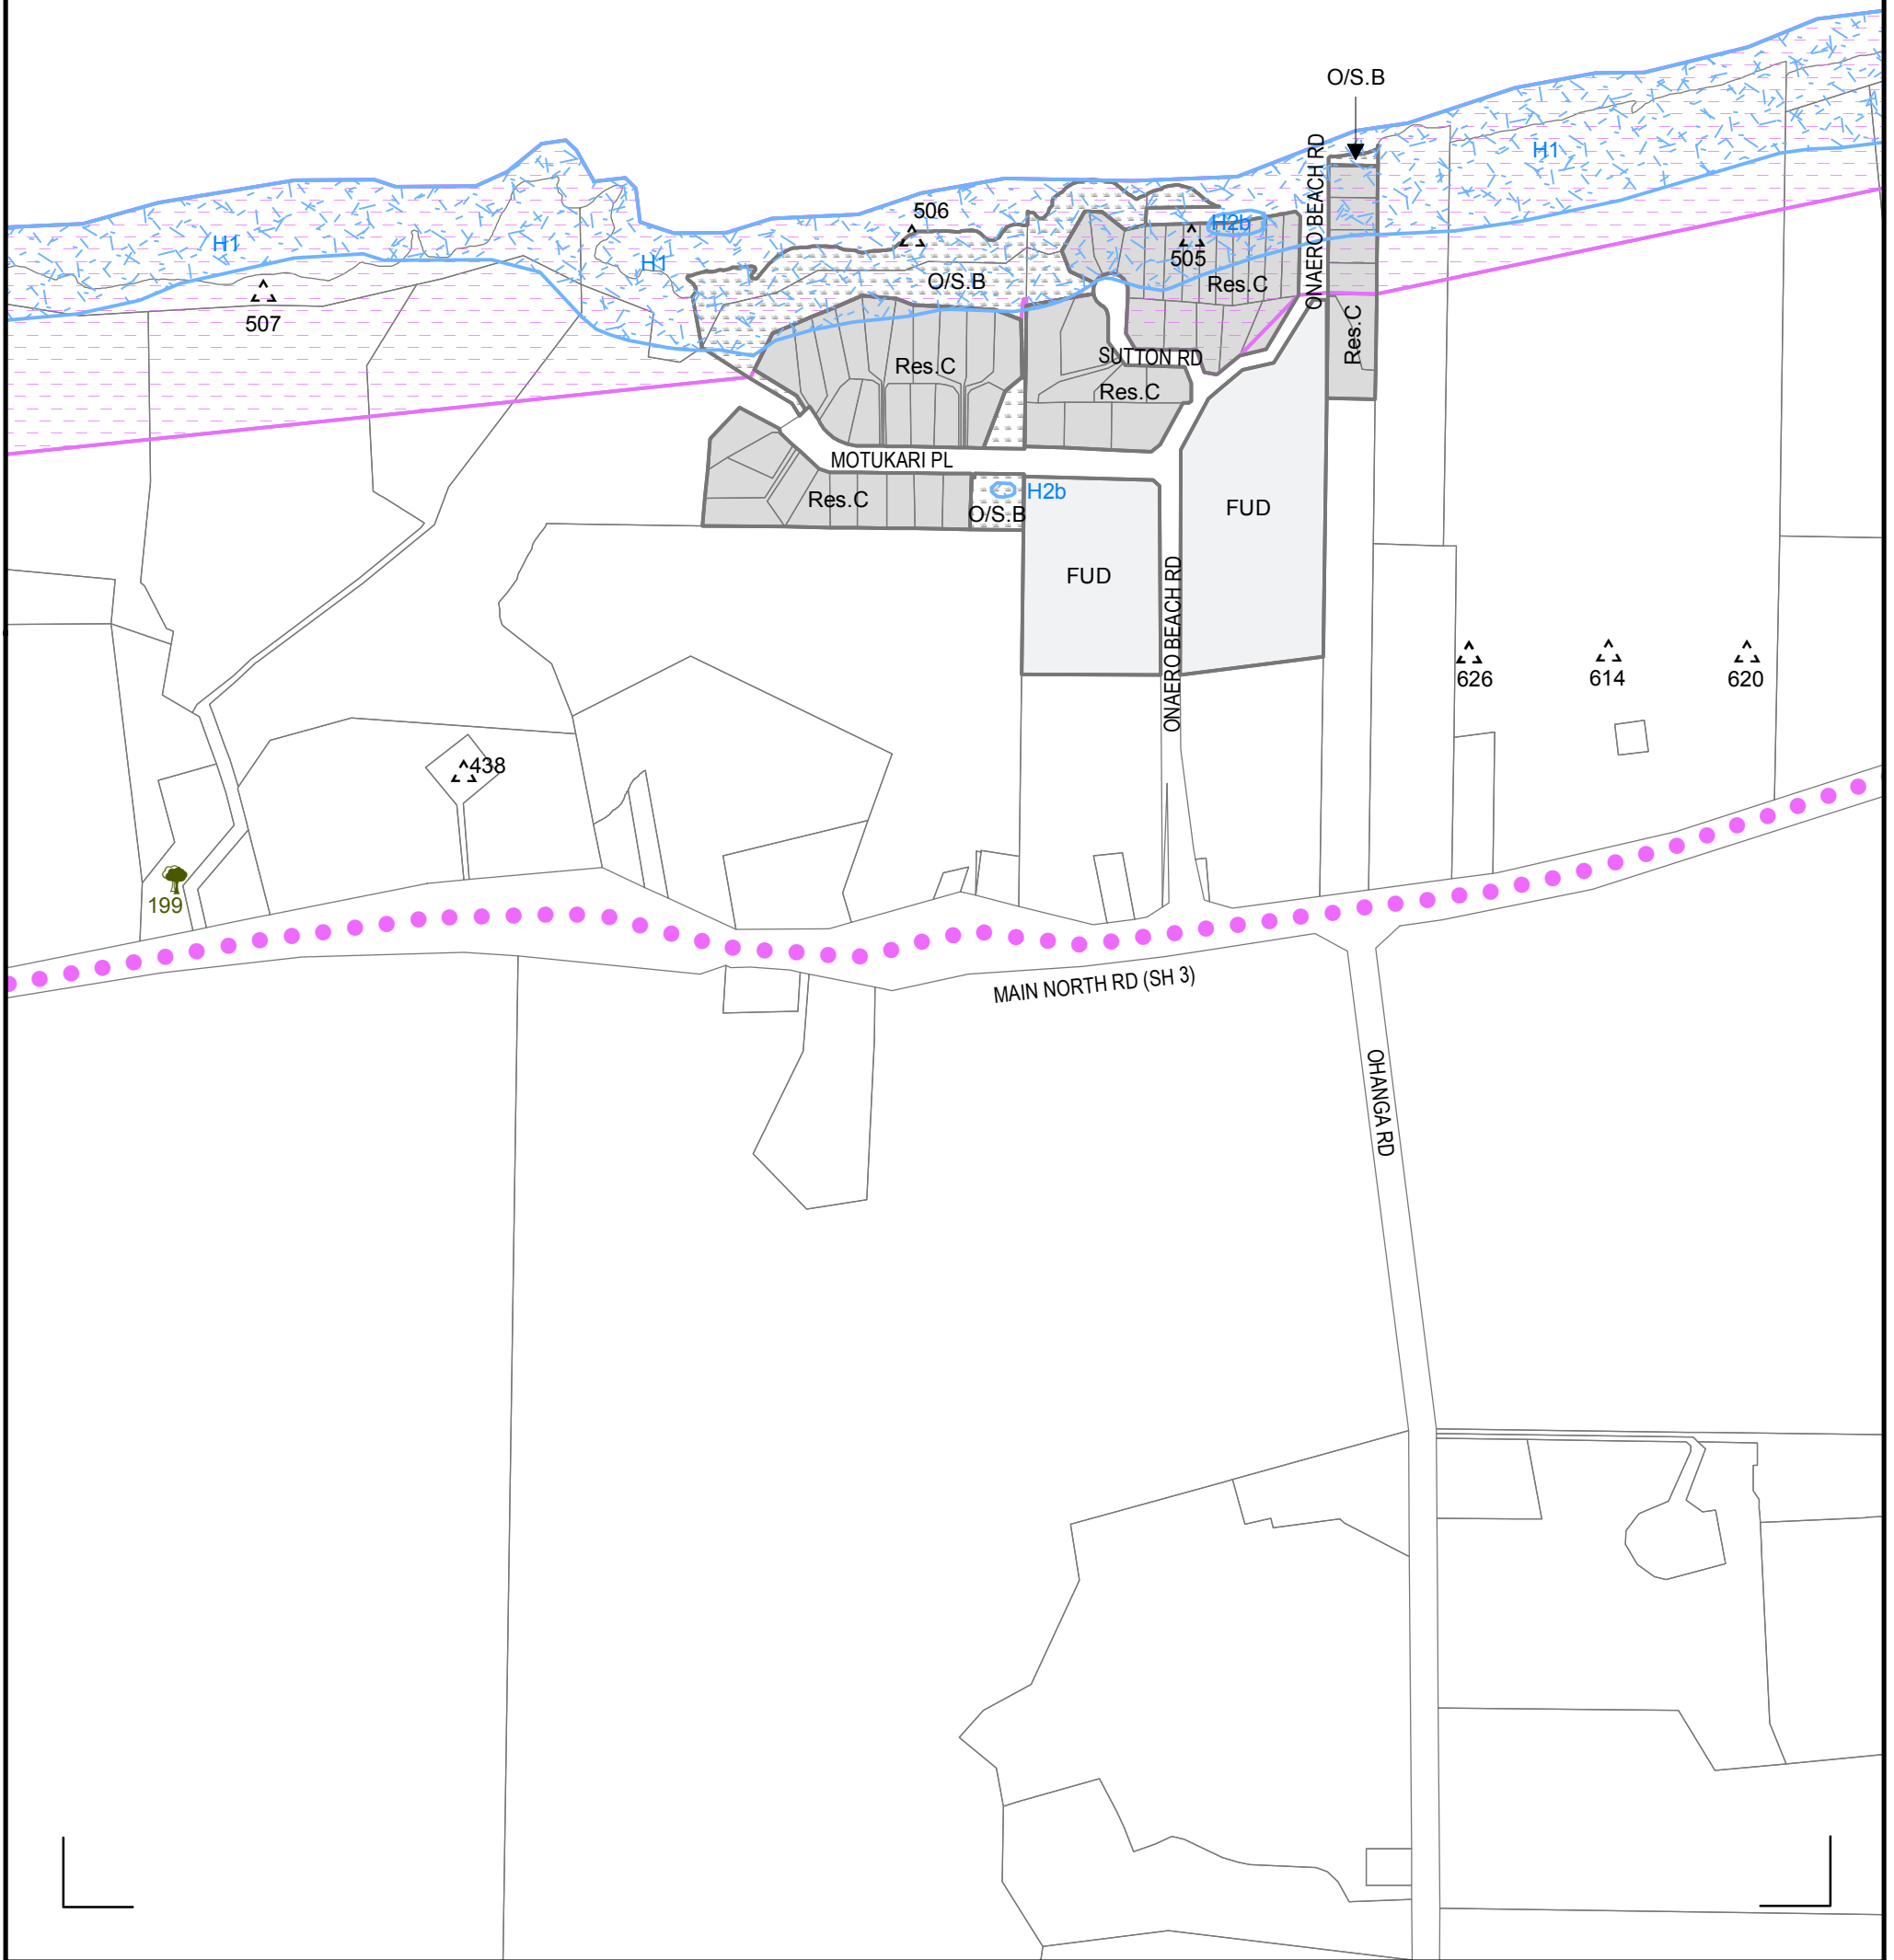 O/S.B
ONAERO BEACH RD
H1
506
H2b
H1
H1
505
O/S.B
Res.C
507
Res.C
SUTTON RD
Res.C
Res.C
MOTUKARI PL
Res.C
H2b
O/S.B
FUD
FUD
ONAERO BEACH RD
626
614
620
438
199
MAIN NORTH RD (SH 3)
OHANGA RD